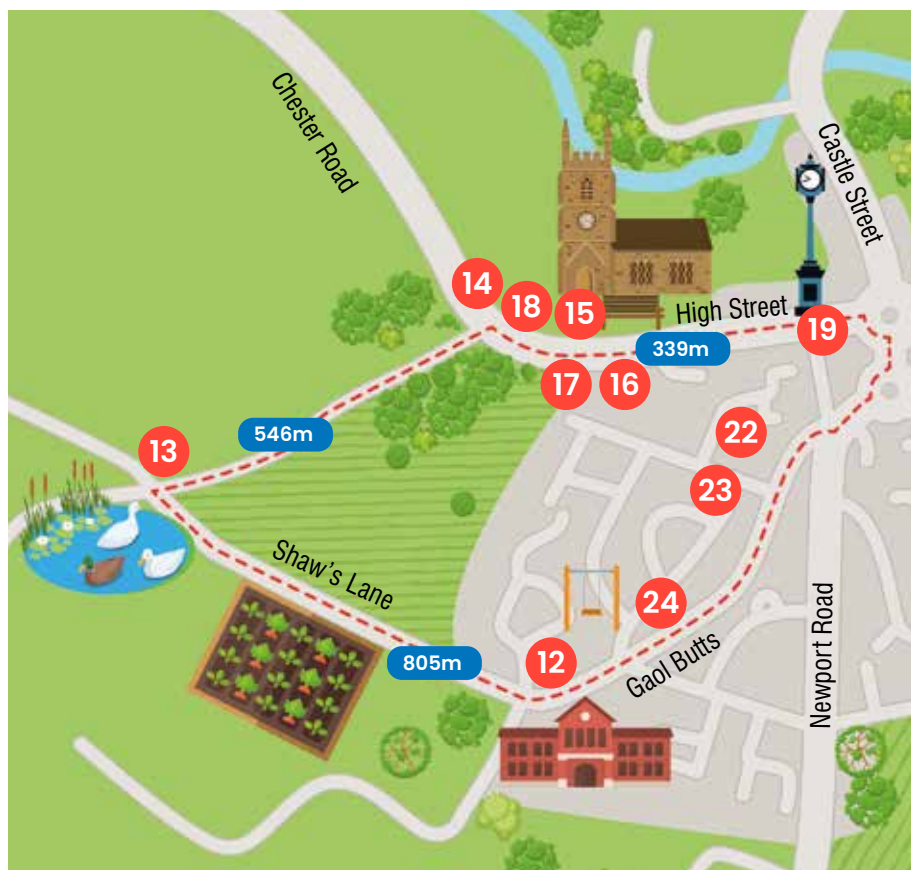 Chester Road
Castle Street
14
18
15
High Street
19
339m
17
16
546m
22
13
23
Shaw's Lane
24
805m
12
Gaol Butts
Newport Road